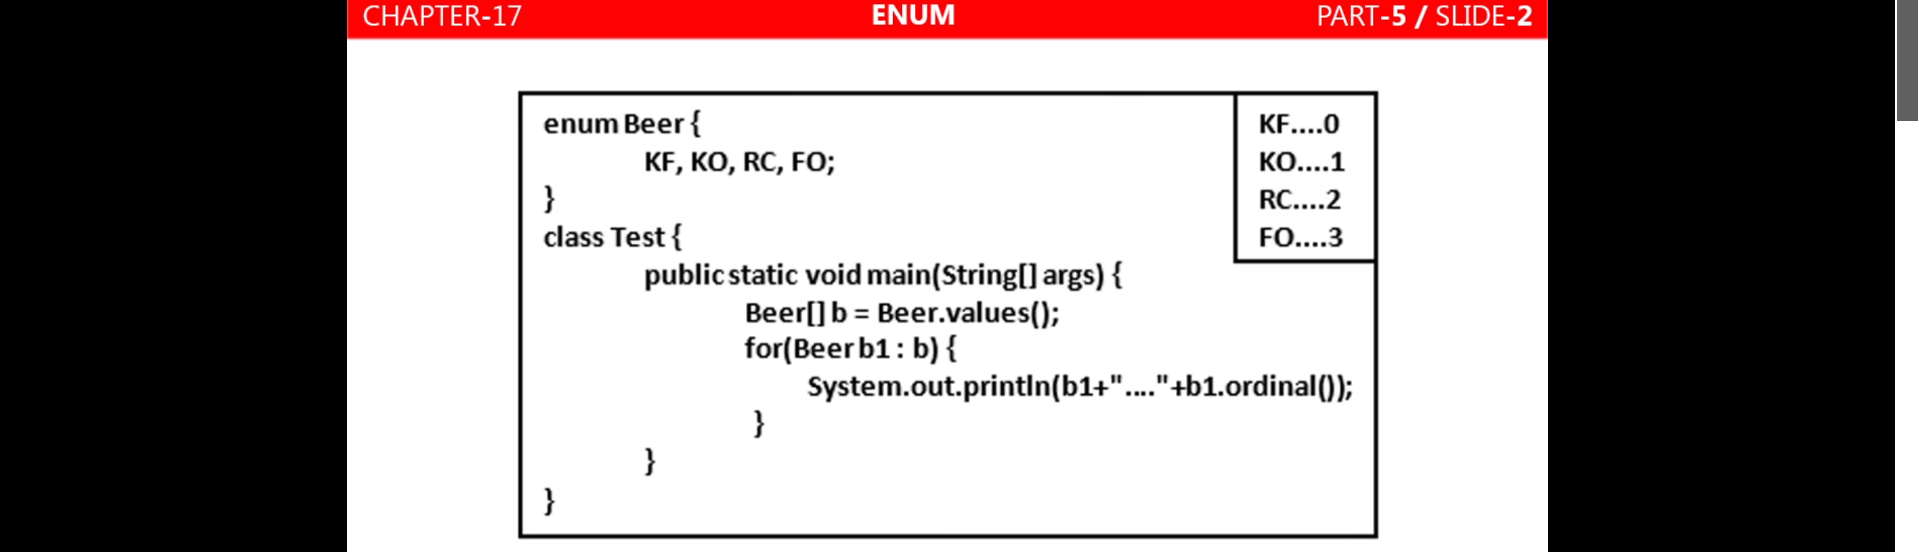 CHAPTER-17 ENUM PART-5 / SLIDE-2
enum Beer {
KF, KO, RC, FO;
}
class Test {
public static void main(String[] args) {
Beer[] b = Beer.values();
for(Beer b1 : b) {
System.out.println(b1+"...."+b1.ordinal());
}
}
}
KF....0
KO....1
RC....2
FO....3